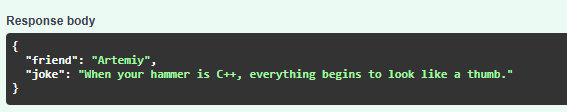 Response body
{
"friend": "Artemiy",
"joke": "When your hammer is C++, everything begins to look like a thumb."
}